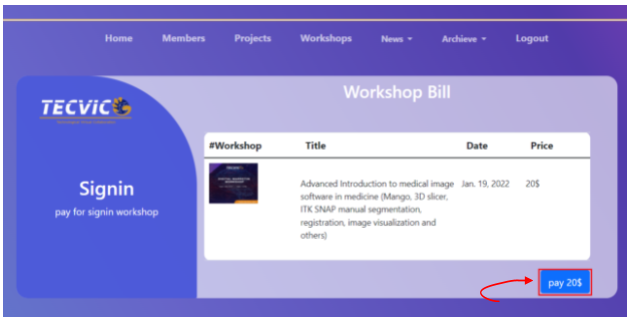 Home Members Projects Workshops News Archieve Logout
Workshop Bill
TECViC
#Workshop Title Date Price
Advanced Introduction to medical image Jan. 19, 2022 20$
software in medicine (Mango, 3D slicer,
ITK SNAP manual segmentation,
registration, image visualization and
others)
Signin
pay for signin workshop
pay 20$